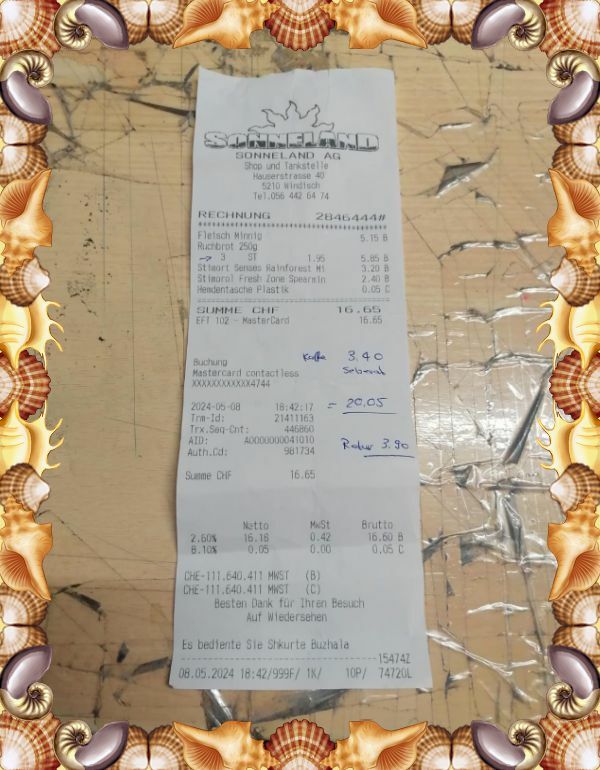 SONNELAND
SONNELAND AG
Shop und Tankstelle
Hauserstrasse 40
5210 Windisch
Tel.056 442 64 74
RECHNUNG 2846444#
Fleisch Minnig 5.15 B
Ruchbrot 250g
→ 3 ST 1.95 5.85 B
Stimort Senses Rainforest Mi 3.20 B
Stimorol Fresh Zone Spearmin 2.40 B
Hemdentasche Plastik 0.05 C
SUMME CHF 16.65
EFT 102 - MasterCard 16.65
Kaffe 3.40
Buchung
Mastercard contactless
XXXXXXXXXXXX4744
2024-05-08 18:42:17 = 20.05
Trm-Id: 21411163
Trx.Seq-Cnt: 446860
AID: A0000000041010 3.90
Auth.Cd: 981734
Summe CHF 16.65
Netto MwSt Brutto
2.60% 16.18 0.42 16.60 B
8.10% 0.05 0.00 0.05 C
CHE-111.640.411 MWST (B)
CHE-111.640.411 MWST (C)
Besten Dank für Ihren Besuch
Auf Wiedersehen
Es bediente Sie Shkurte Buzhala
15474Z
08.05.2024 18:42/999F/ 1K/ 10P/ 74720L